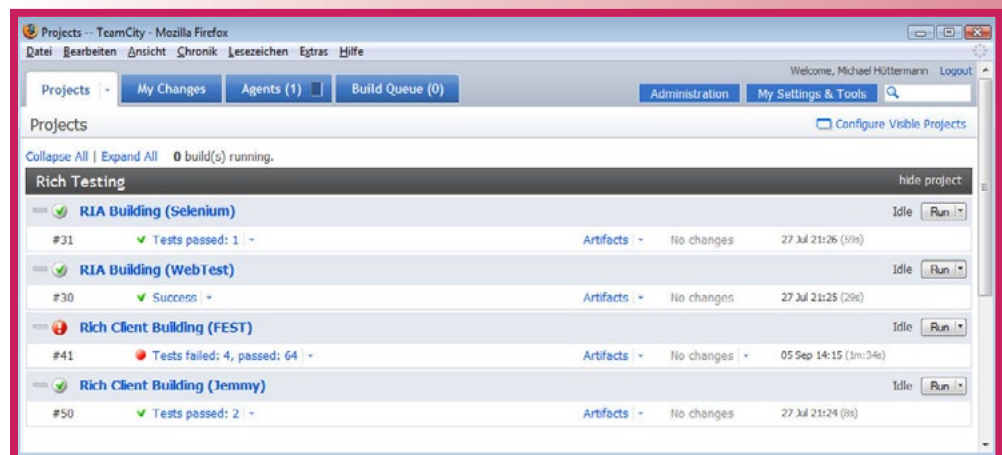 Projects -- TeamCity - Mozilla Firefox
Datei Bearbeiten Ansicht Chronik Lesezeichen Extras Hilfe
Welcome, Michael Hüttermann Logout
Projects My Changes Agents (1) Build Queue (0) Administration My Settings & Tools
Projects Configure Visible Projects
Collapse All | Expand All 0 build(s) running.
Rich Testing hide project
RIA Building (Selenium) Idle Run
#31 Tests passed: 1 Artifacts No changes 27 Jul 21:26 (59s)
RIA Building (WebTest) Idle Run
#30 Success Artifacts No changes 27 Jul 21:25 (29s)
Rich Client Building (FEST) Idle Run
#41 Tests failed: 4, passed: 64 Artifacts No changes 05 Sep 14:15 (1m:34s)
Rich Client Building (Jemmy) Idle Run
#50 Tests passed: 2 Artifacts No changes 27 Jul 21:24 (8s)